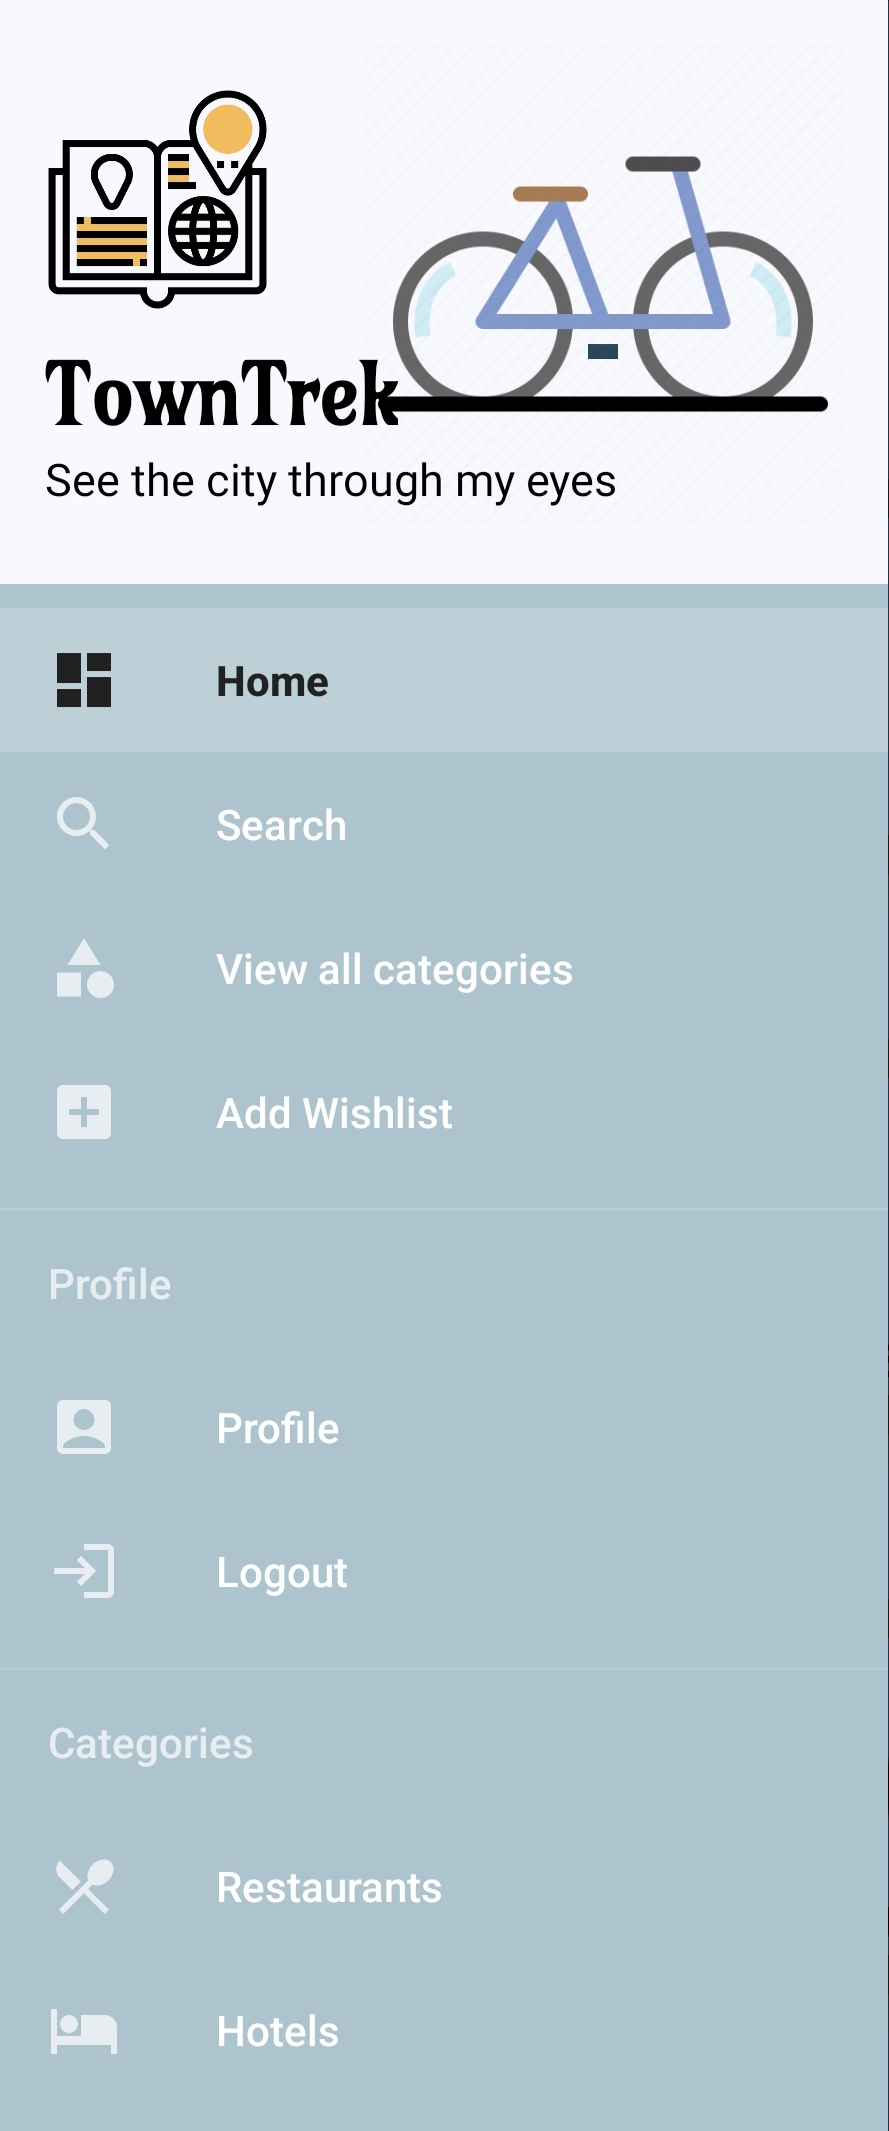 TownTrek
See the city through my eyes
Home
Search
View all categories
Add Wishlist
Profile
Profile
Logout
Categories
Restaurants
Hotels